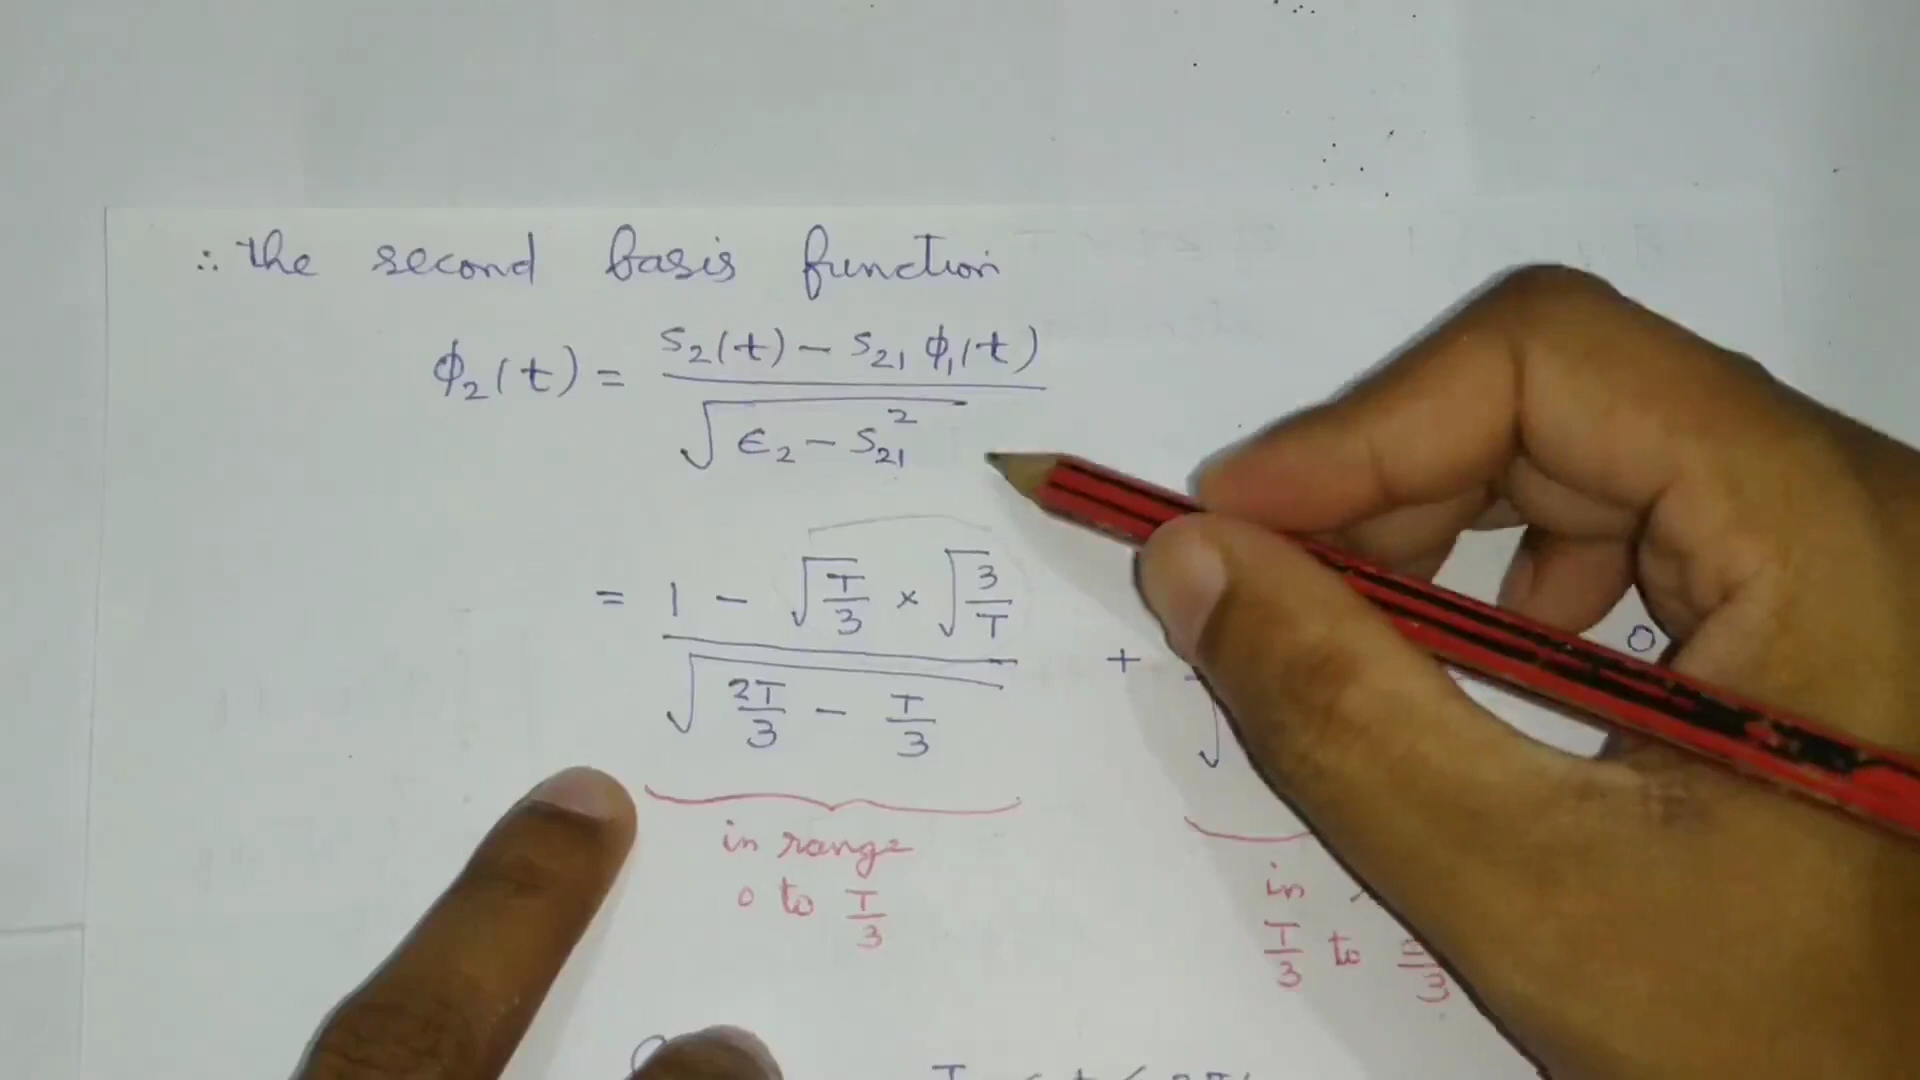 ∴ the second basis function
ϕ₂(t) = (s₂(t) − s₂₁ ϕ₁(t)) / √(ϵ₂ − s₂₁²)
= (1 − √(T/3) × √(3/T)) / √(2T/3 − T/3) + 0 √
in range in
0 to T/3 T/3 to